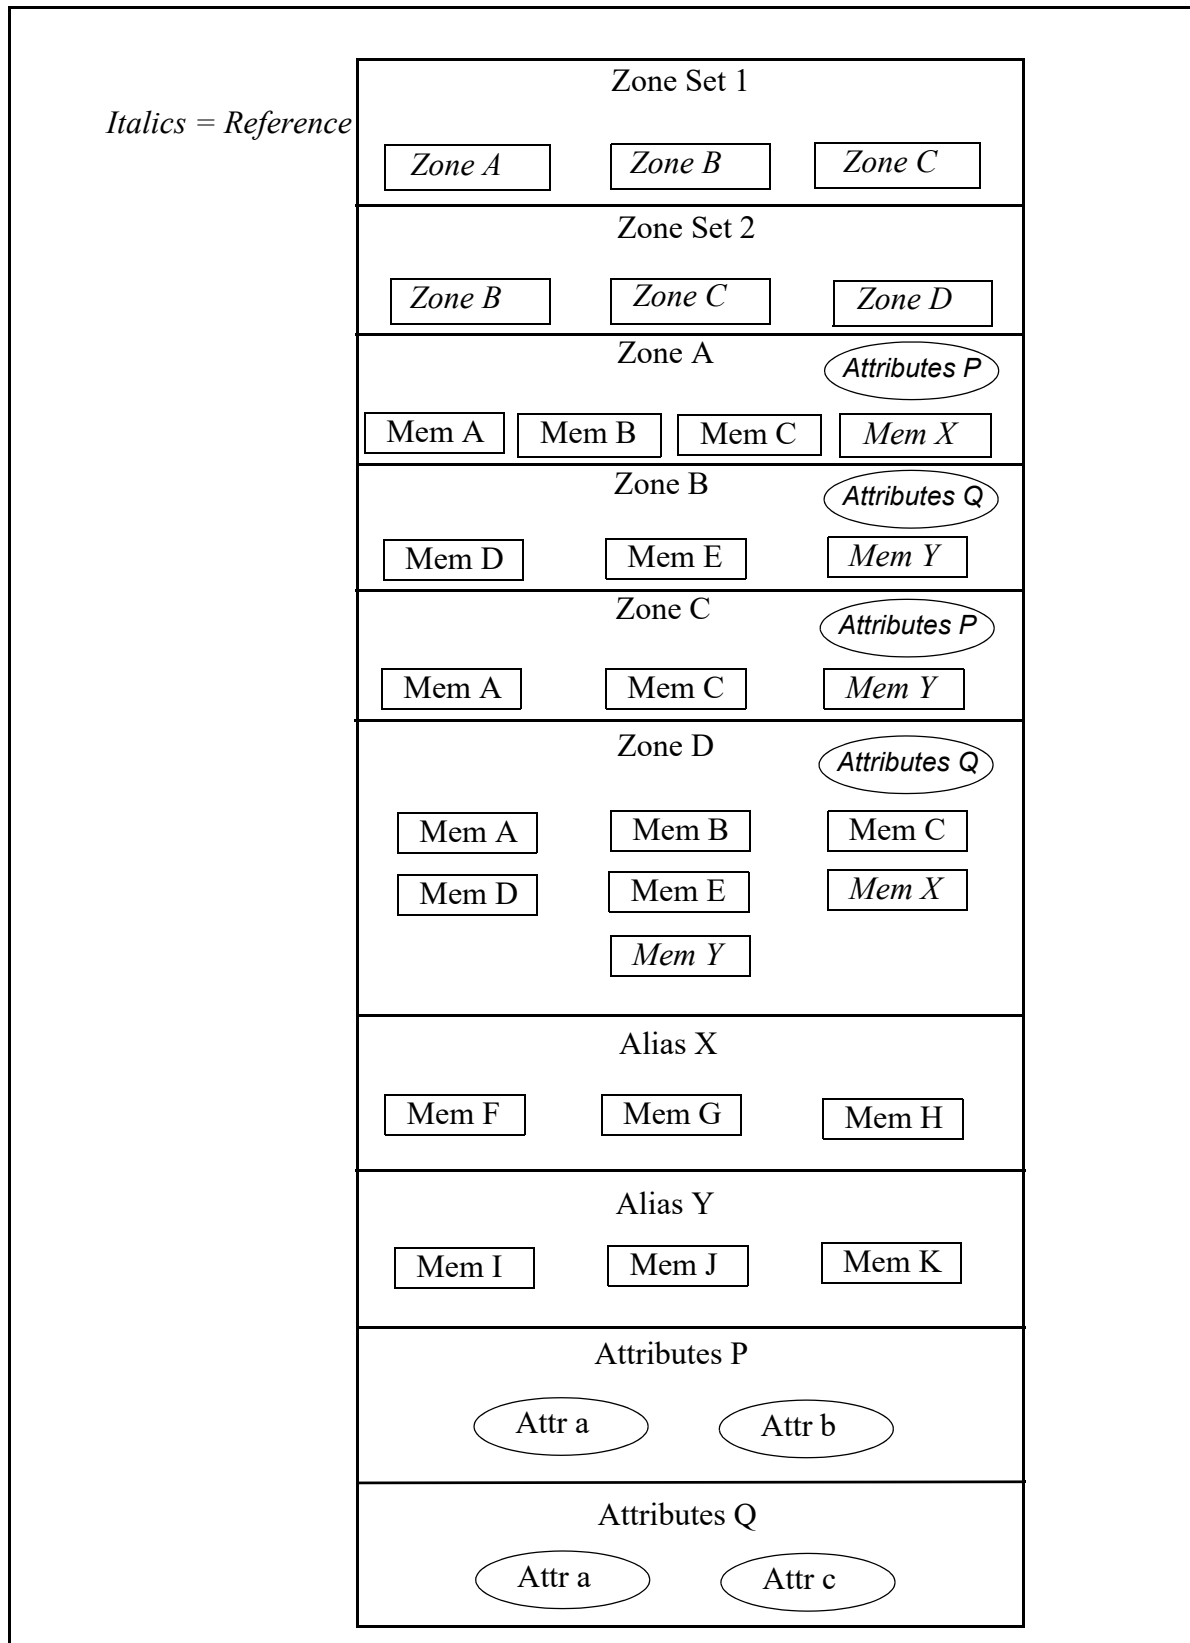 Zone Set 1
Italics = Reference
Zone A Zone B Zone C
Zone Set 2
Zone B Zone C Zone D
Zone A Attributes P
Mem A Mem B Mem C Mem X
Zone B Attributes Q
Mem D Mem E Mem Y
Zone C Attributes P
Mem A Mem C Mem Y
Zone D Attributes Q
Mem A Mem B Mem C
Mem D Mem E Mem X
Mem Y
Alias X
Mem F Mem G Mem H
Alias Y
Mem I Mem J Mem K
Attributes P
Attr a Attr b
Attributes Q
Attr a Attr c